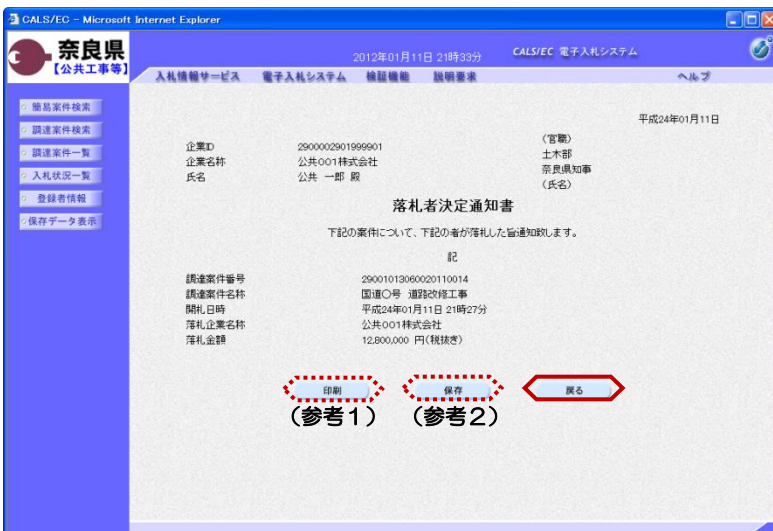 CALS/EC - Microsoft Internet Explorer
奈良県
【公共工事等】
2012年01月11日 21時33分
CALS/EC 電子入札システム
入札情報サービス 電子入札システム 検証機能 説明要求 ヘルプ
簡易案件検索
調達案件検索
調達案件一覧
入札状況一覧
登録者情報
保存データ表示
平成24年01月11日
企業ID 2900002901999901
企業名称 公共001株式会社
氏名 公共 一郎 殿
(官職)
土木部
奈良県知事
(氏名)
落札者決定通知書
下記の案件について、下記の者が落札した旨通知致します。
記
調達案件番号 29001013060020110014
調達案件名称 国道○号 道路改修工事
開札日時 平成24年01月11日 21時27分
落札企業名称 公共001株式会社
落札金額 12,800,000 円(税抜き)
印刷 保存 戻る
(参考1) (参考2)